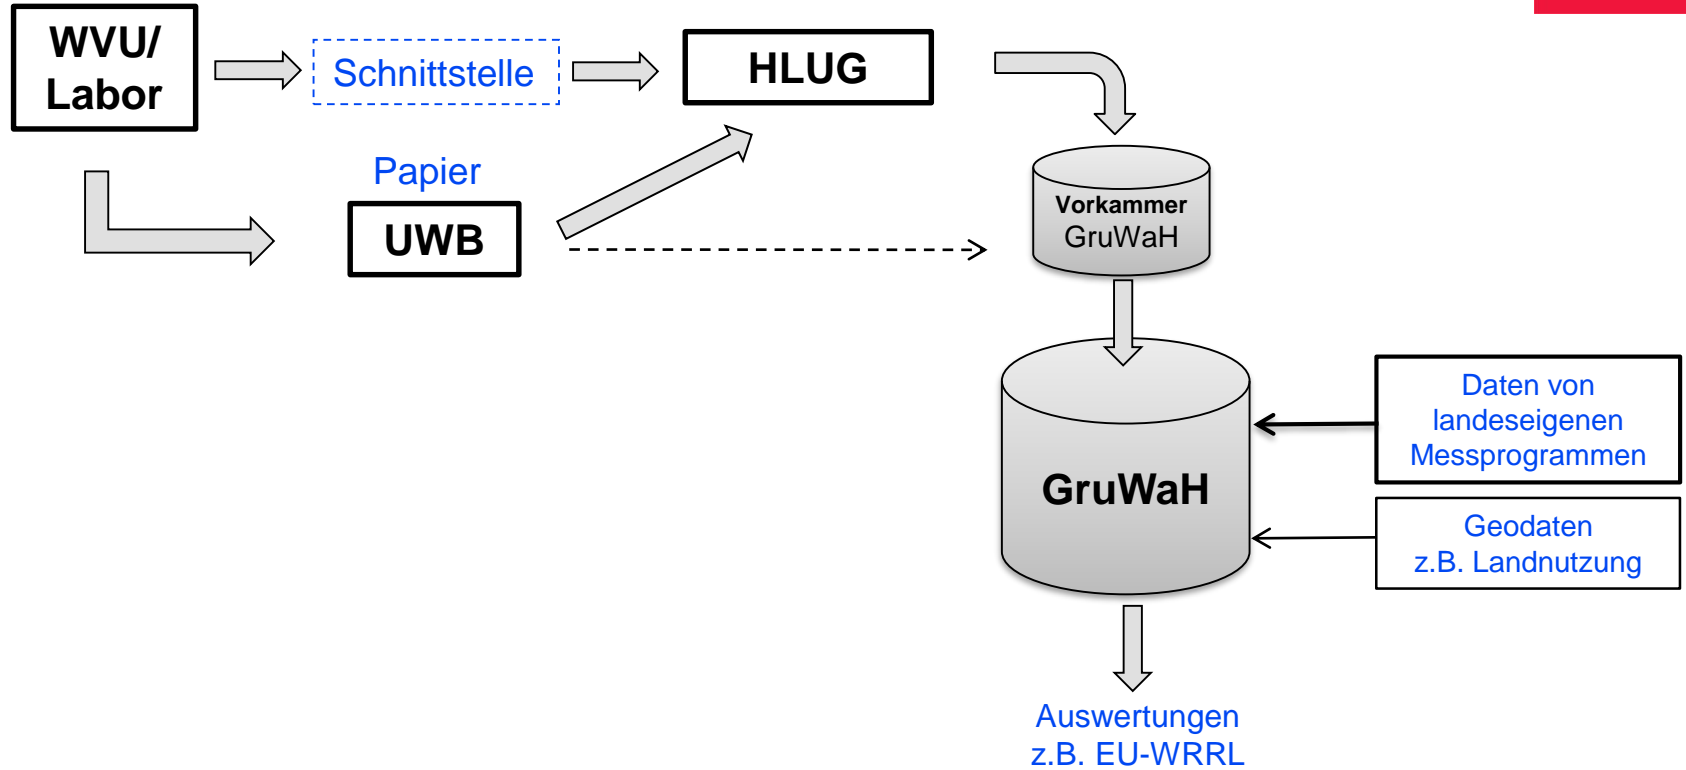 WVU/
Labor
Schnittstelle
HLUG
Papier
UWB
Vorkammer
GruWaH
GruWaH
Daten von
landeseigenen
Messprogrammen
Geodaten
z.B. Landnutzung
Auswertungen
z.B. EU-WRRL